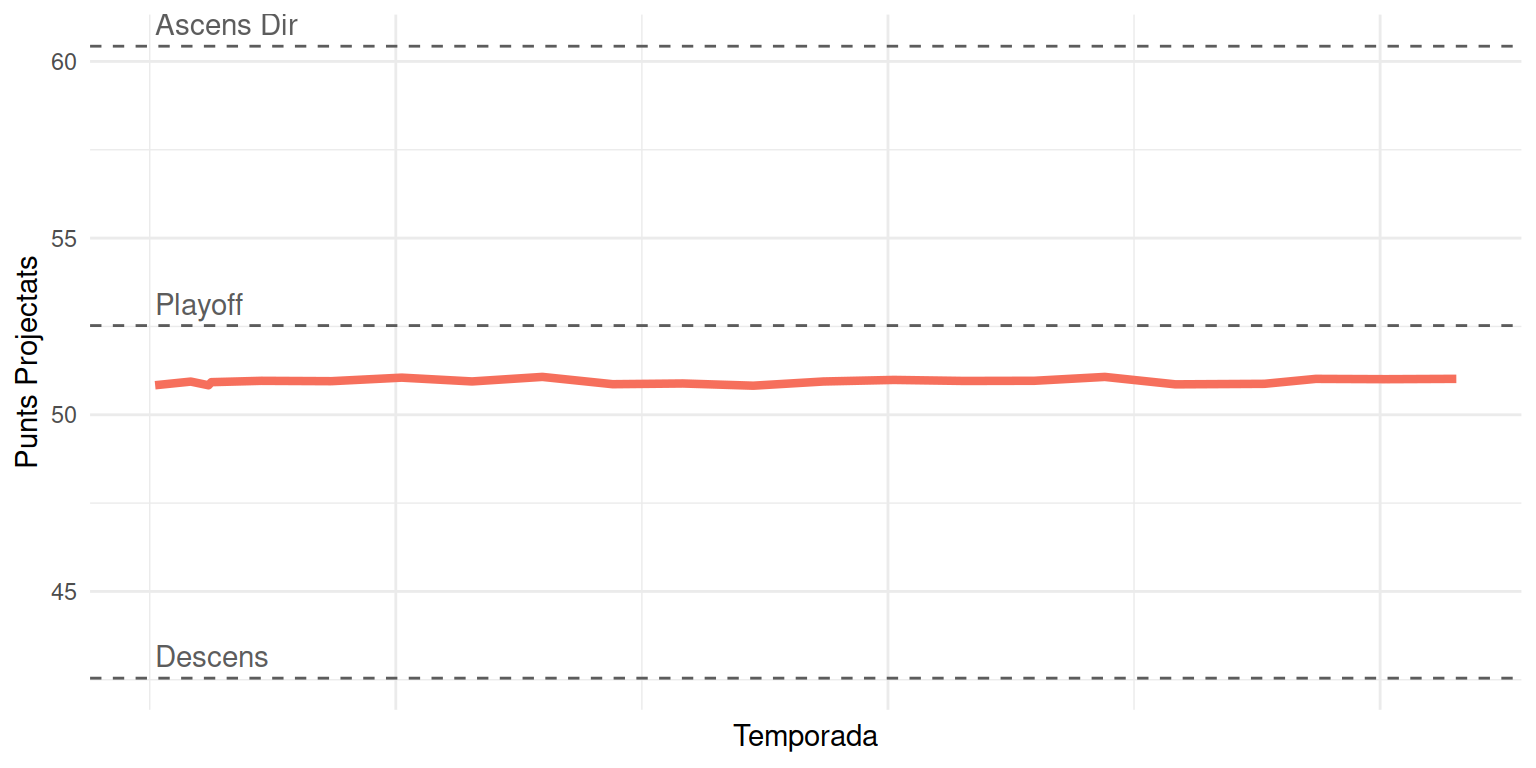 Ascens Dir
60
55
Playoff
50
45
Descens
Punts Projectats
Temporada